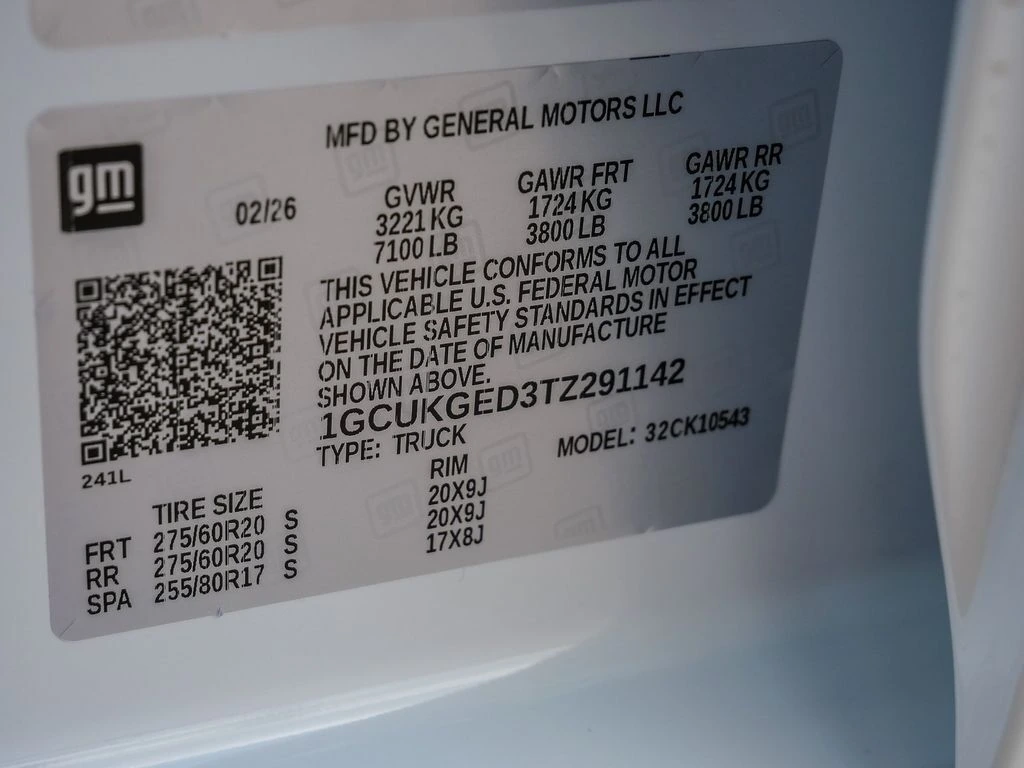 MFD BY GENERAL MOTORS LLC
gm
02/26
GVWR
3221 KG
7100 LB
GAWR FRT
1724 KG
3800 LB
GAWR RR
1724 KG
3800 LB
THIS VEHICLE CONFORMS TO ALL
APPLICABLE U.S. FEDERAL MOTOR
VEHICLE SAFETY STANDARDS IN EFFECT
ON THE DATE OF MANUFACTURE
SHOWN ABOVE.
1GCUKGED3TZ291142
TYPE: TRUCK
MODEL: 32CK10543
241L
TIRE SIZE RIM
FRT 275/60R20 S 20X9J
RR 275/60R20 S 20X9J
SPA 255/80R17 S 17X8J